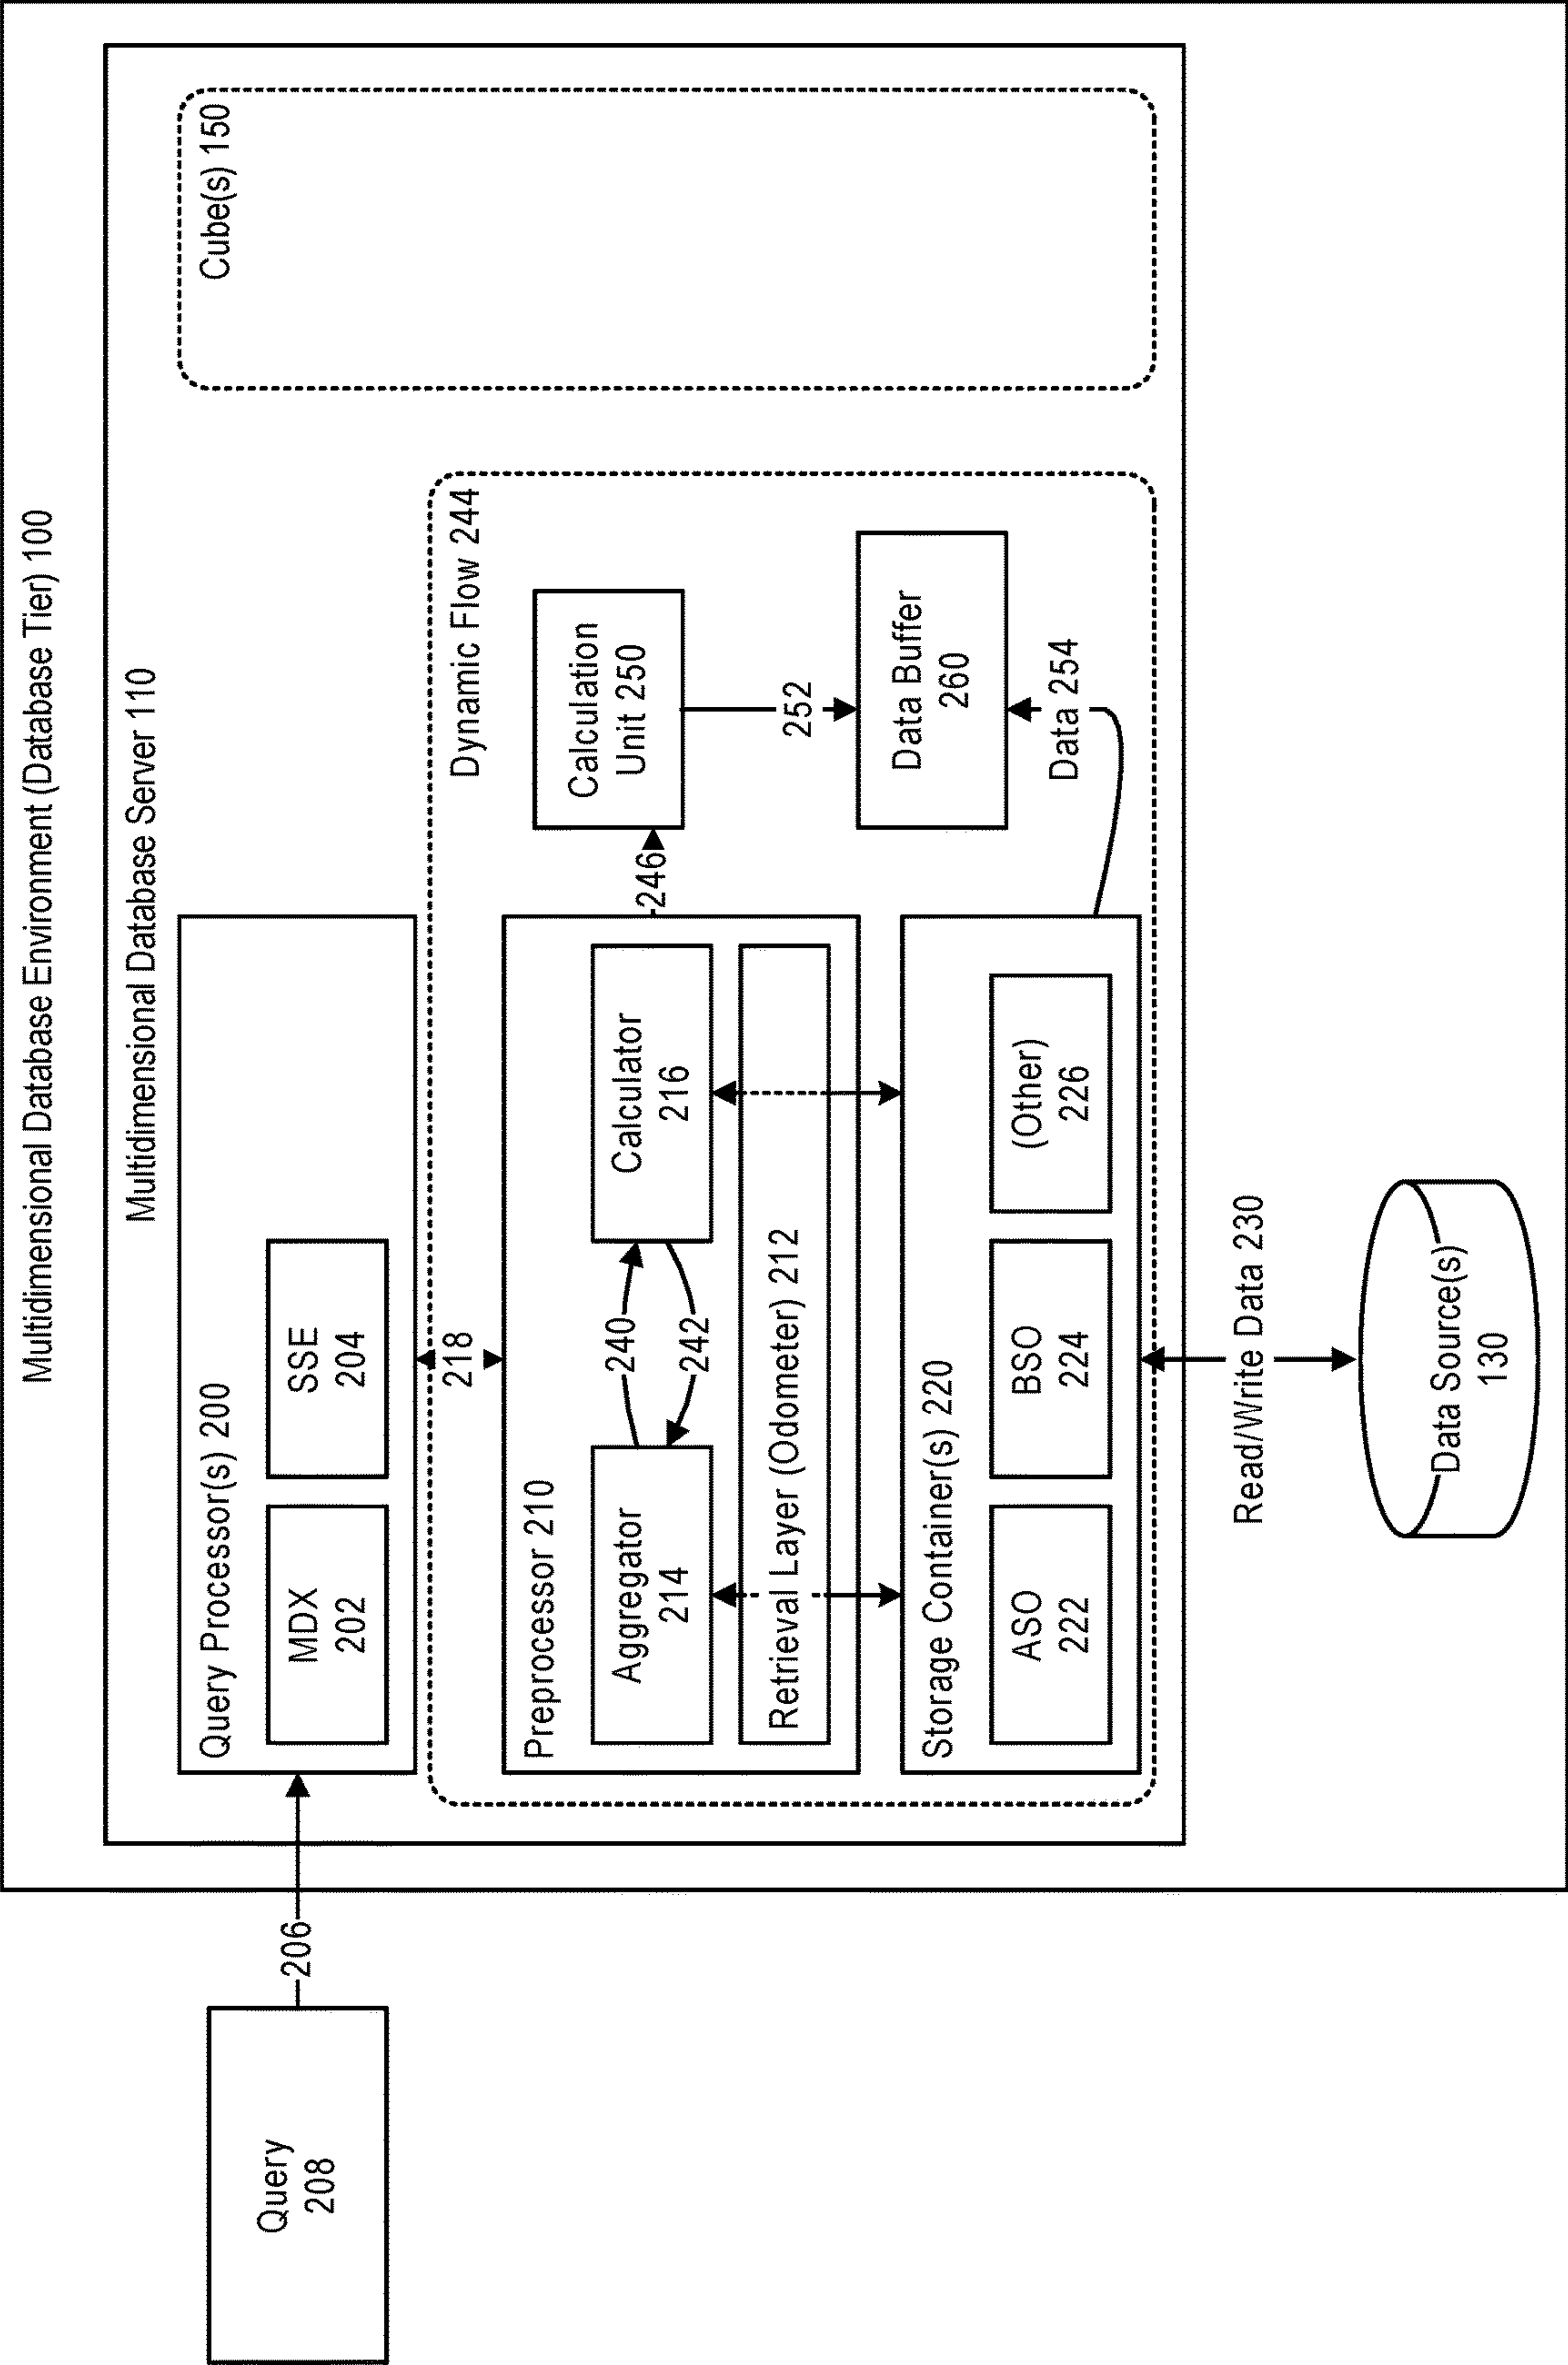 Multidimensional Database Environment (Database Tier) 100
Multidimensional Database Server 110
Query
208
206
Query Processor(s) 200
MDX
202
SSE
204
Cube(s) 150
218
Dynamic Flow 244
Preprocessor 210
Aggregator
214
240
242
Calculator
216
Retrieval Layer (Odometer) 212
246
Calculation
Unit 250
252
Data Buffer
260
Data 254
Storage Container(s) 220
ASO
222
BSO
224
(Other)
226
Read/Write Data 230
Data Source(s)
130